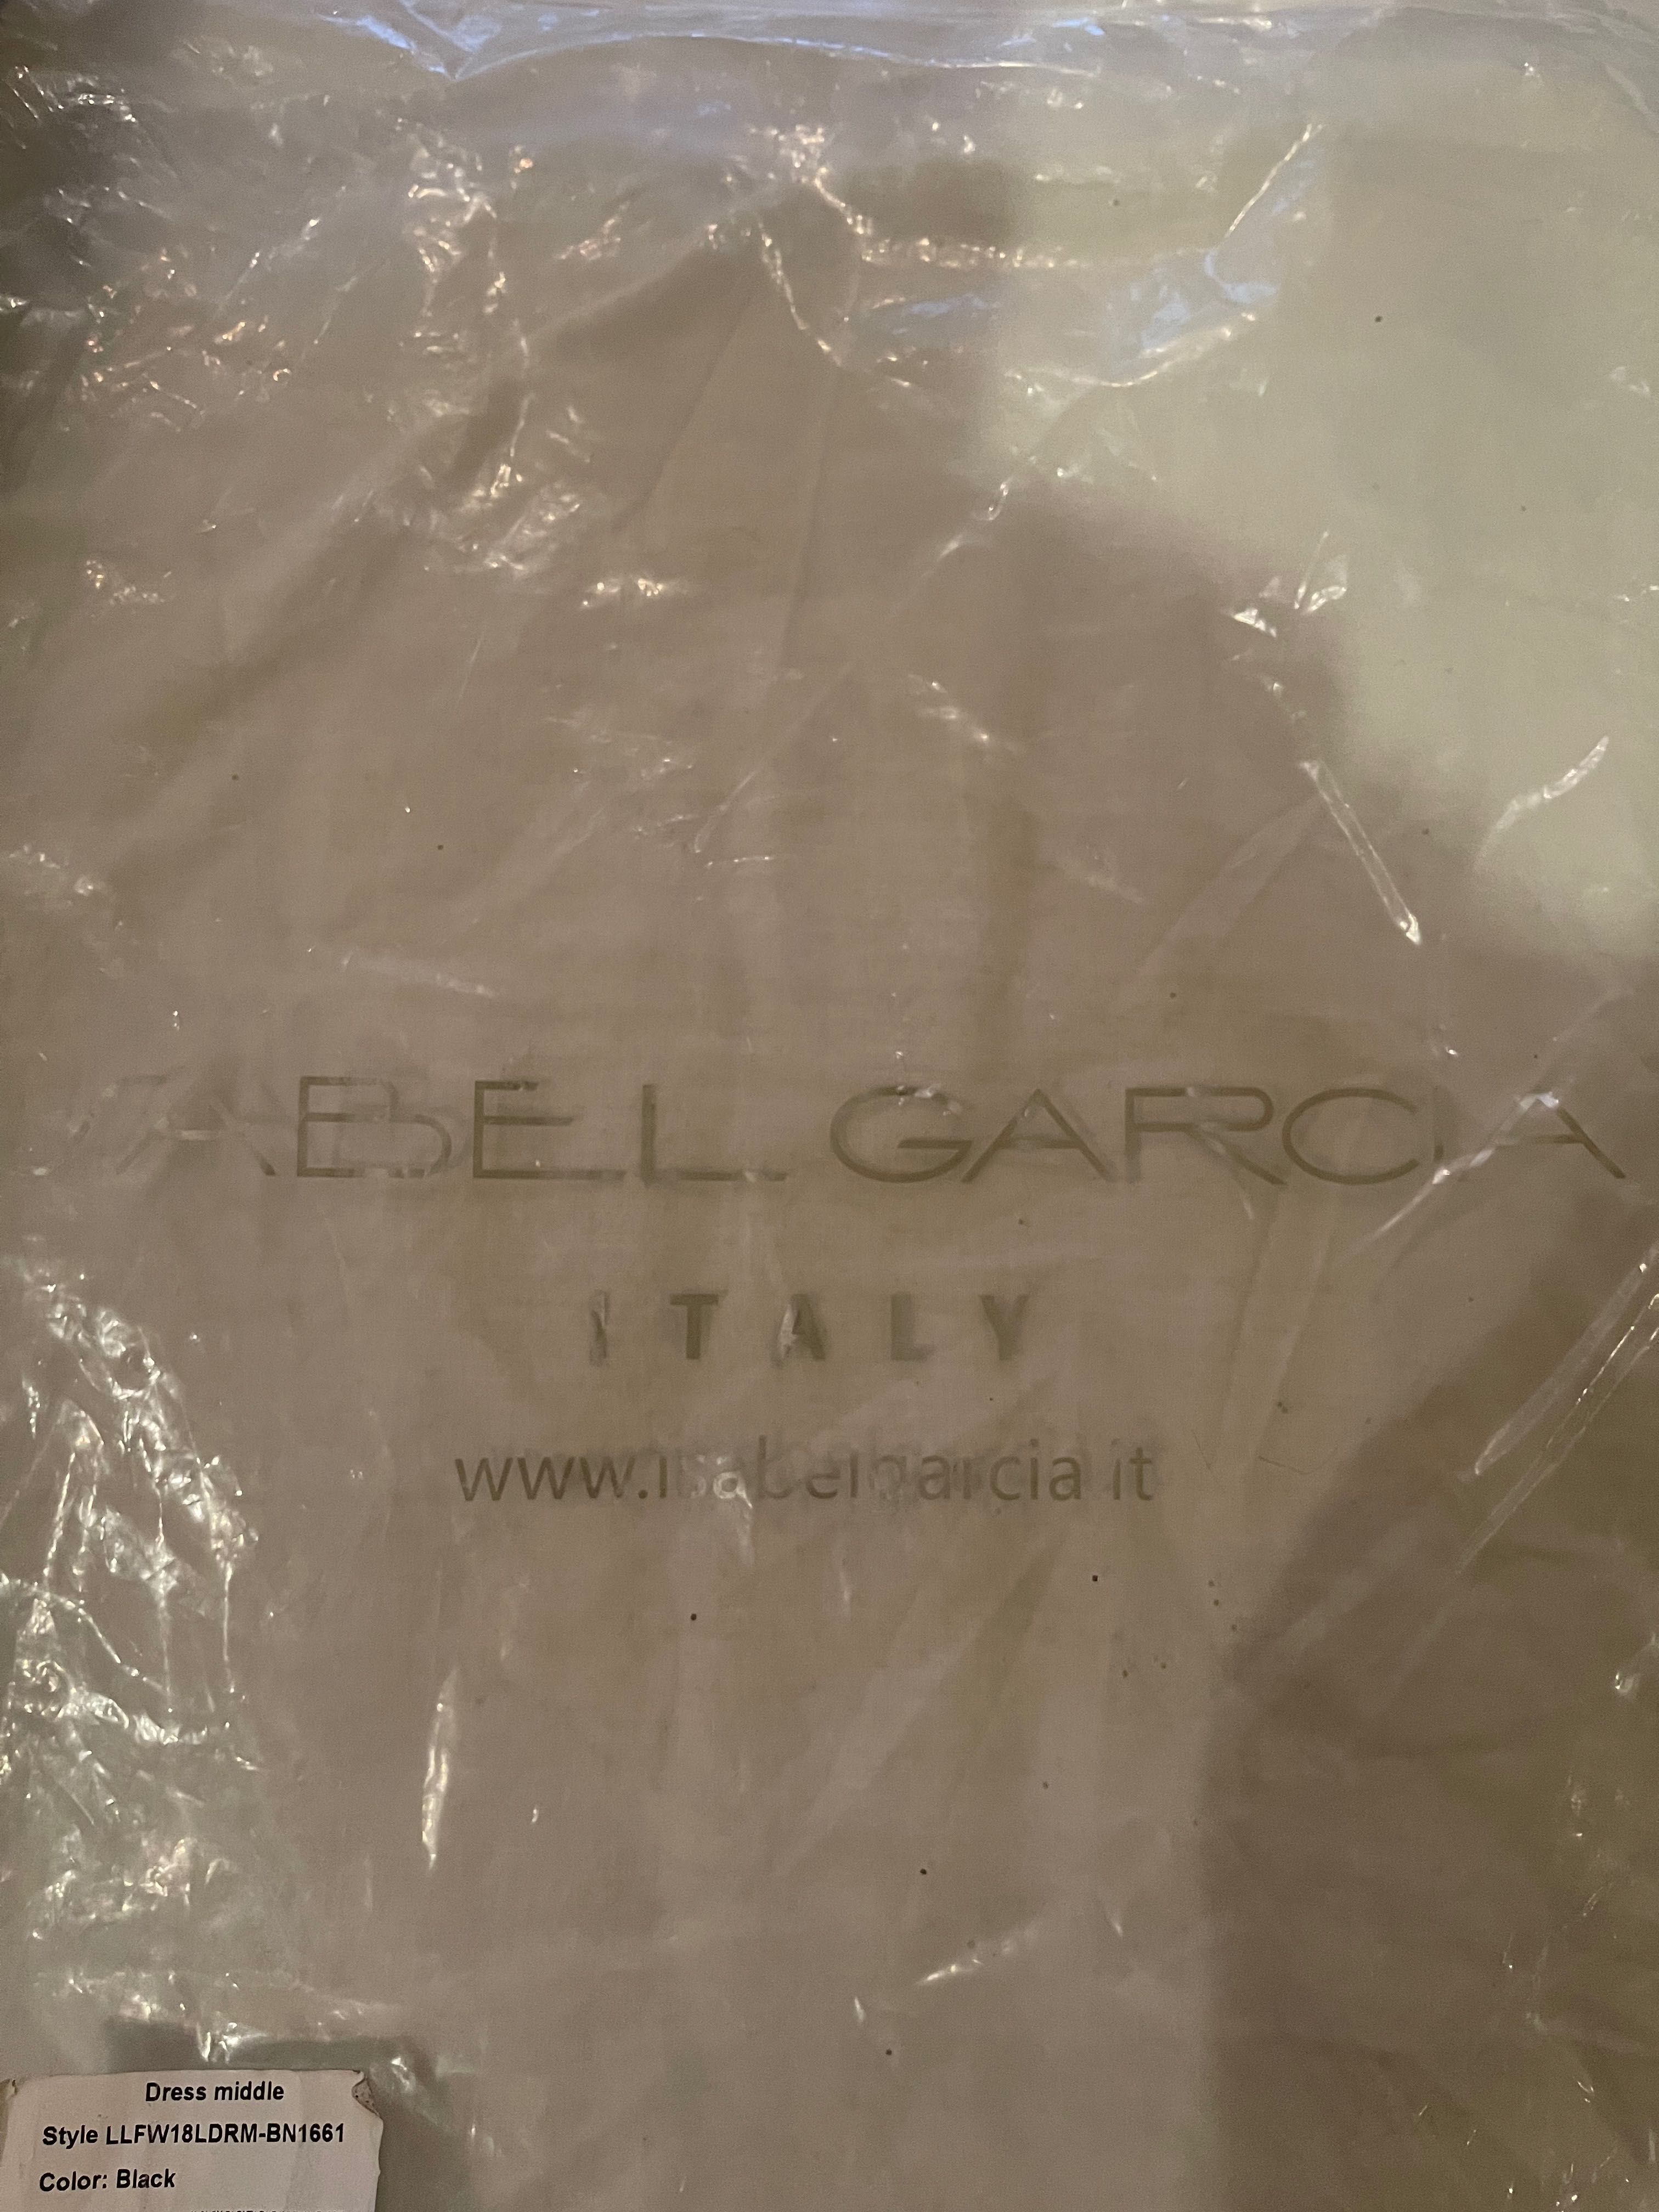 ABEL GARCIA
ITALY
www.isabelgarcia.it
Dress middle
Style LLFW18LDRM-BN1661
Color: Black